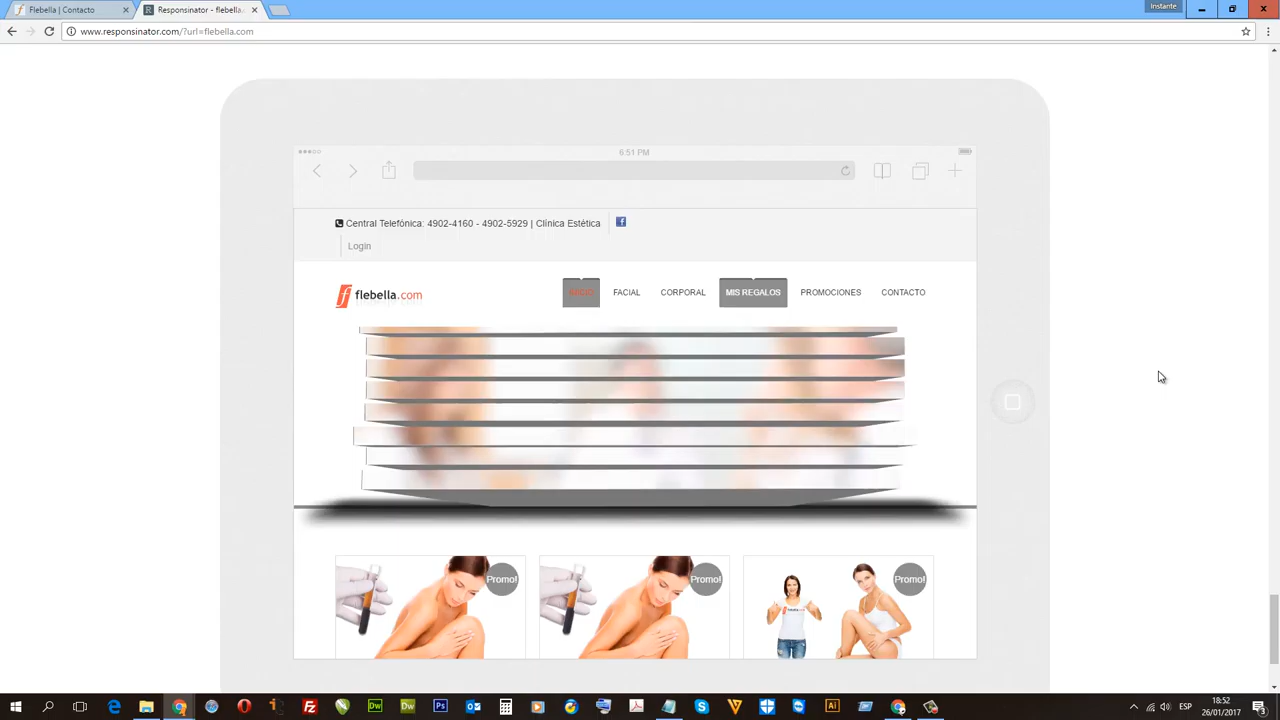 Flebella | Contacto
Responsinator - flebella.
Instante
www.responsinator.com/?url=flebella.com
6:51 PM
Central Telefónica: 4902-4160 - 4902-5929 | Clínica Estética
Login
flebella.com
INICIO
FACIAL
CORPORAL
MIS REGALOS
PROMOCIONES
CONTACTO
Promo!
Promo!
Promo!
ESP
18:52
26/01/2017